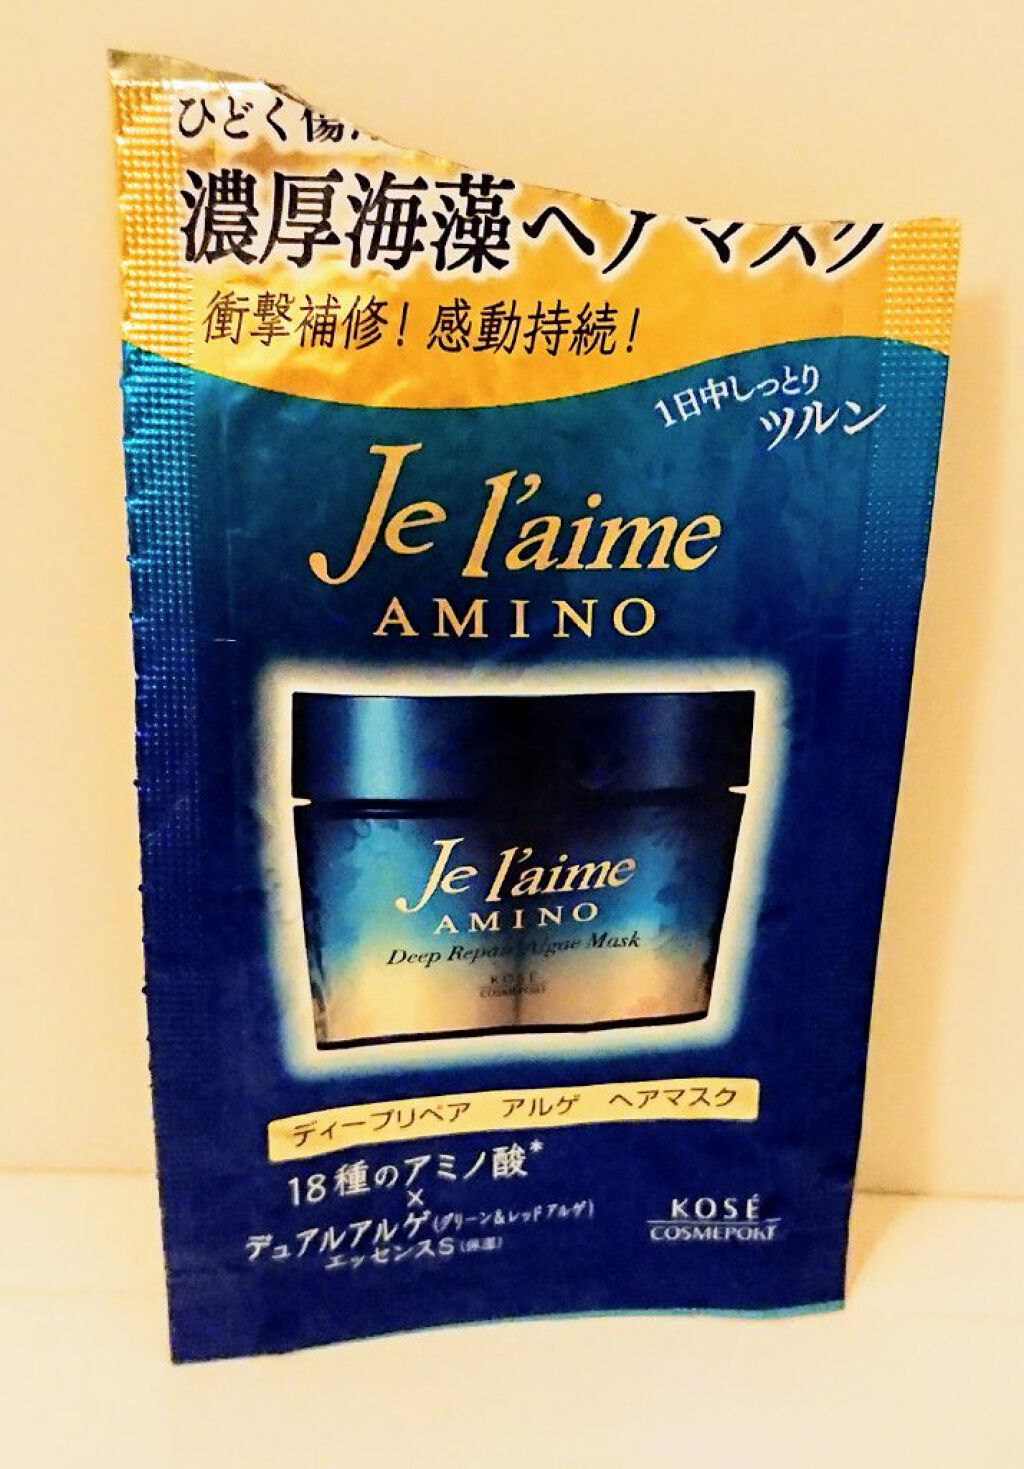 ひどく傷
濃厚海藻ヘアマスク
衝撃補修! 感動持続!
1日中しっとり
ツルン
Je l'aime
AMINO
Je l'aime
AMINO
Deep Repair Algae Mask
KOSÉ
COSMEPORT
ディープリペア アルゲ ヘアマスク
18種のアミノ酸*
×
デュアルアルゲ(グリーン&レッドアルゲ)
エッセンスS(保湿)
KOSÉ
COSMEPORT